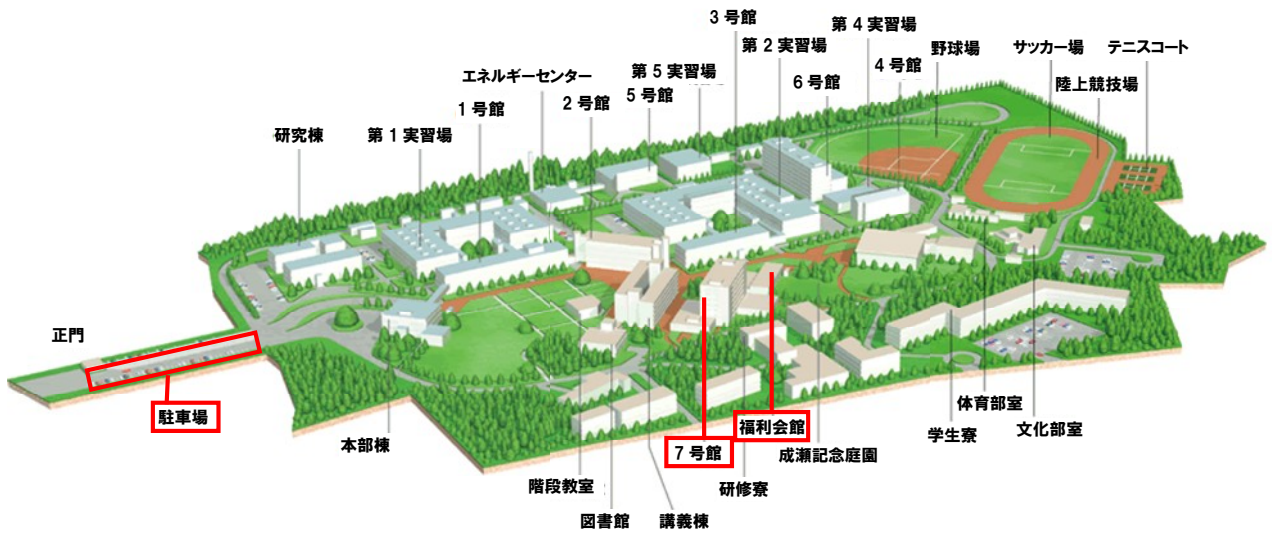 3 号館
第 4 実習場
第 2 実習場
野球場
サッカー場
テニスコート
エネルギーセンター
第 5 実習場
4 号館
6 号館
陸上競技場
5 号館
1 号館
2 号館
研究棟
第 1 実習場
正門
駐車場
本部棟
福利会館
体育部室
文化部室
学生寮
7 号館
成瀬記念庭園
階段教室
研修寮
図書館
講義棟